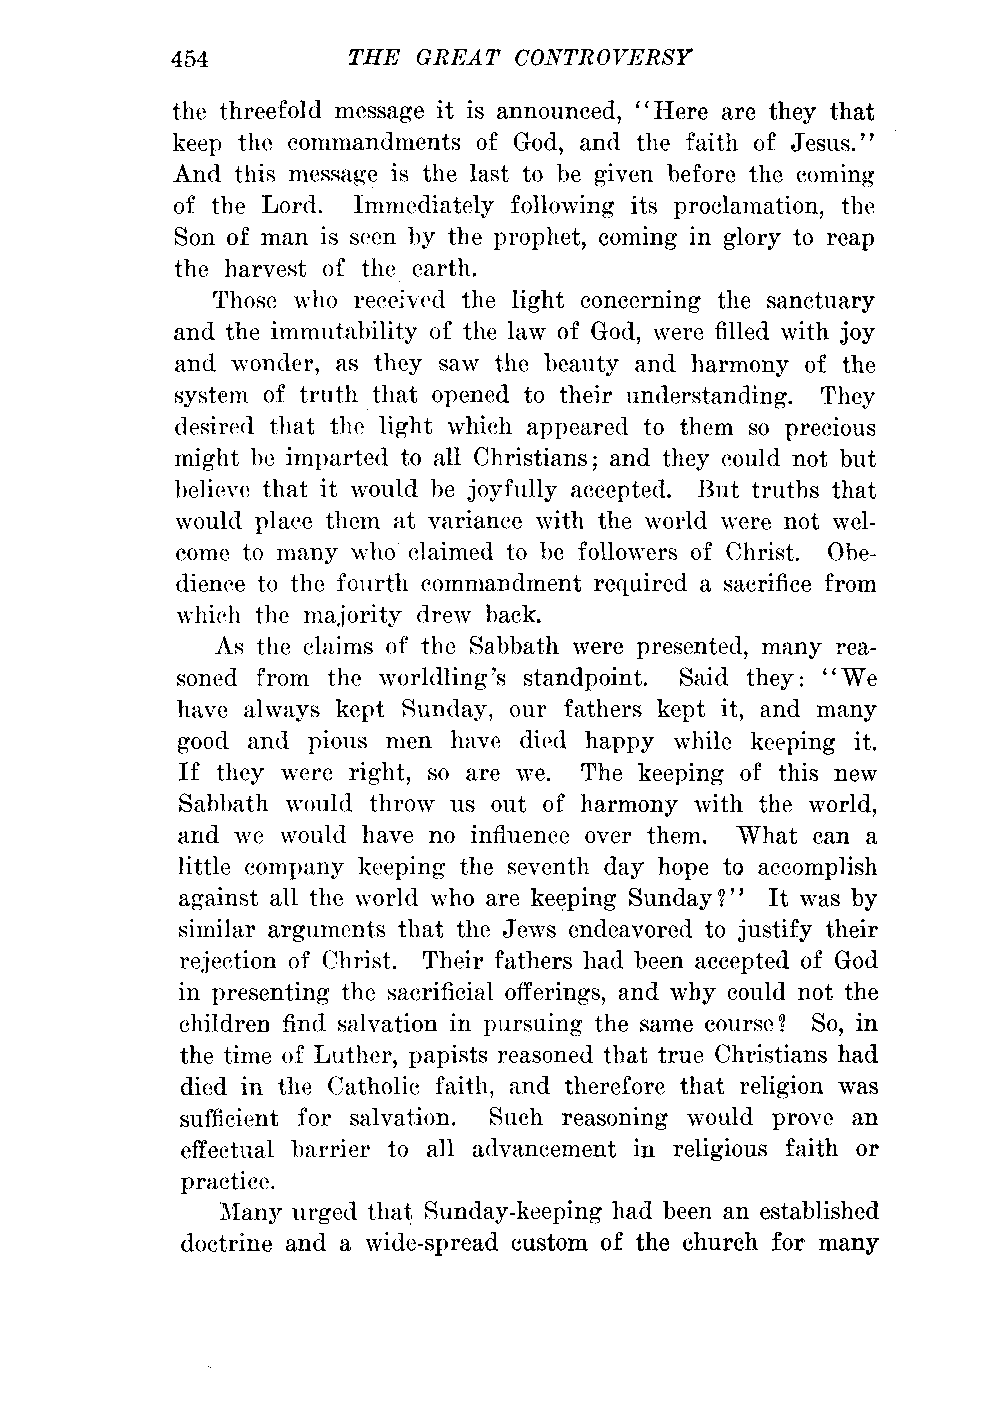 454 THE GREAT CONTROVERSY
the threefold message it is announced, "Here are they that
keep the commandments of God, and the faith of Jesus."
And this message is the last to be given before the coming
of the Lord. Immediately following its proclamation, the
Son of man is seen by the prophet, coming in glory to reap
the harvest of the earth.
Those who received the light concerning the sanctuary
and the immutability of the law of God, were filled with joy
and wonder, as they saw the beauty and harmony of the
system of truth that opened to their understanding. They
desired that the light which appeared to them so precious
might be imparted to all Christians; and they could not but
believe that it would be joyfully accepted. But truths that
would place them at variance with the world were not wel-
come to many who claimed to be followers of Christ. Obe-
dience to the fourth commandment required a sacrifice from
which the majority drew back.
As the claims of the Sabbath were presented, many rea-
soned from the worldling's standpoint. Said they: "We
have always kept Sunday, our fathers kept it, and many
good and pious men have died happy while keeping it.
If they were right, so are we. The keeping of this new
Sabbath would throw us out of harmony with the world,
and we would have no influence over them. What can a
little company keeping the seventh day hope to accomplish
against all the world who are keeping Sunday?" It was by
similar arguments that the Jews endeavored to justify their
rejection of Christ. Their fathers had been accepted of God
in presenting the sacrificial offerings, and why could not the
children find salvation in pursuing the same course? So, in
the time of Luther, papists reasoned that true Christians had
died in the Catholic faith, and therefore that religion was
sufficient for salvation. Such reasoning would prove an
effectual barrier to all advancement in religious faith or
practice.
Many urged that Sunday-keeping had been an established
doctrine and a wide-spread custom of the church for many